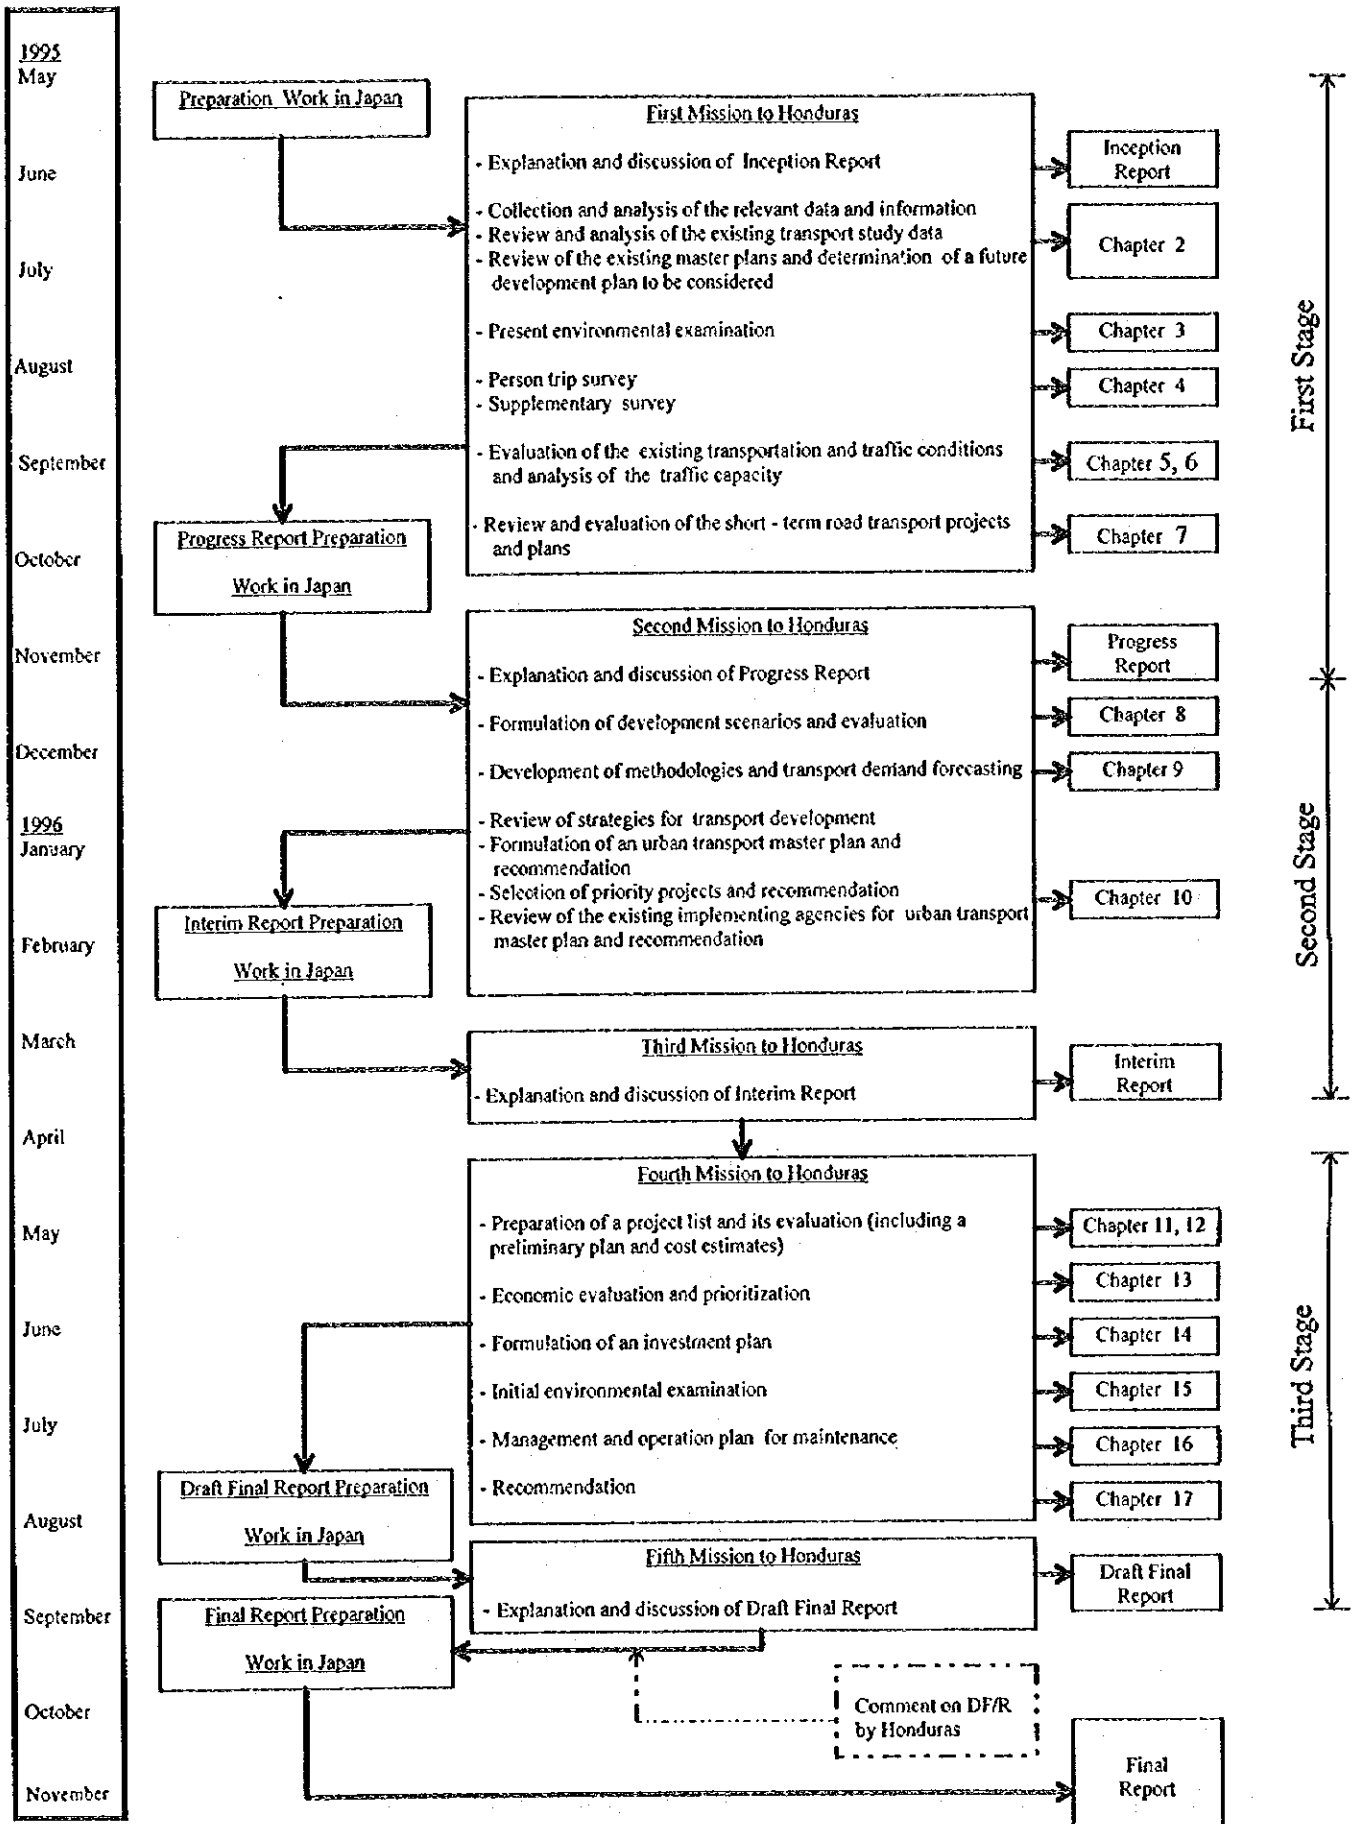 1995
May
June
July
August
September
October
November
December
1996
January
February
March
April
May
June
July
August
September
October
November
Preparation Work in Japan
First Mission to Honduras
- Explanation and discussion of Inception Report
- Collection and analysis of the relevant data and information
- Review and analysis of the existing transport study data
- Review of the existing master plans and determination of a future
development plan to be considered
- Present environmental examination
- Person trip survey
- Supplementary survey
- Evaluation of the existing transportation and traffic conditions
and analysis of the traffic capacity
- Review and evaluation of the short - term road transport projects
and plans
Inception
Report
Chapter 2
Chapter 3
Chapter 4
Chapter 5, 6
Chapter 7
First Stage
Progress Report Preparation
Work in Japan
Second Mission to Honduras
- Explanation and discussion of Progress Report
- Formulation of development scenarios and evaluation
- Development of methodologies and transport demand forecasting
- Review of strategies for transport development
- Formulation of an urban transport master plan and
recommendation
- Selection of priority projects and recommendation
- Review of the existing implementing agencies for urban transport
master plan and recommendation
Progress
Report
Chapter 8
Chapter 9
Chapter 10
Second Stage
Interim Report Preparation
Work in Japan
Third Mission to Honduras
- Explanation and discussion of Interim Report
Interim
Report
Fourth Mission to Honduras
- Preparation of a project list and its evaluation (including a
preliminary plan and cost estimates)
- Economic evaluation and prioritization
- Formulation of an investment plan
- Initial environmental examination
- Management and operation plan for maintenance
- Recommendation
Chapter 11, 12
Chapter 13
Chapter 14
Chapter 15
Chapter 16
Chapter 17
Third Stage
Draft Final Report Preparation
Work in Japan
Fifth Mission to Honduras
- Explanation and discussion of Draft Final Report
Draft Final
Report
Final Report Preparation
Work in Japan
Comment on DF/R
by Honduras
Final
Report